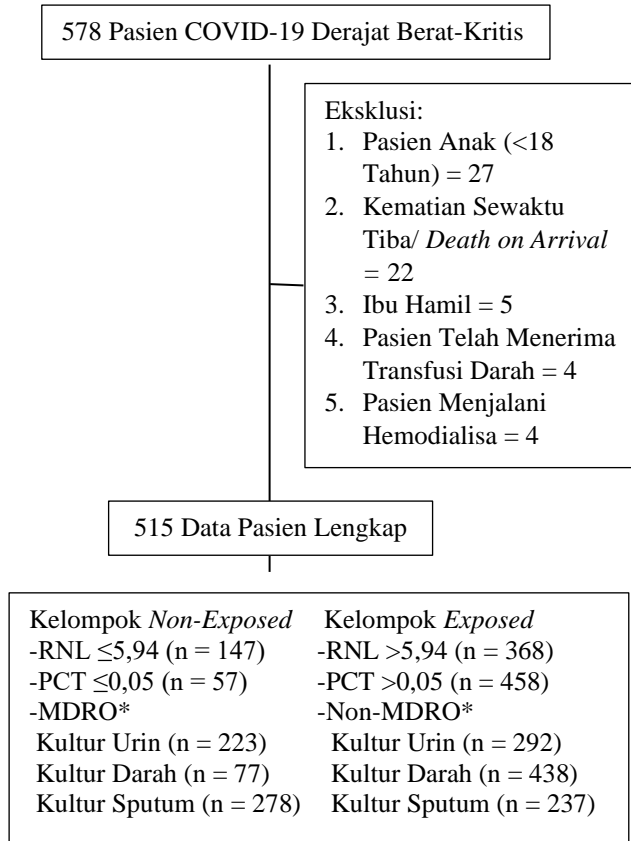 578 Pasien COVID-19 Derajat Berat-Kritis
Eksklusi:
1. Pasien Anak (<18
Tahun) = 27
2. Kematian Sewaktu
Tiba/ Death on Arrival
= 22
3. Ibu Hamil = 5
4. Pasien Telah Menerima
Transfusi Darah = 4
5. Pasien Menjalani
Hemodialisa = 4
515 Data Pasien Lengkap
Kelompok Non-Exposed
-RNL ≤5,94 (n = 147)
-PCT ≤0,05 (n = 57)
-MDRO*
Kultur Urin (n = 223)
Kultur Darah (n = 77)
Kultur Sputum (n = 278)
Kelompok Exposed
-RNL >5,94 (n = 368)
-PCT >0,05 (n = 458)
-Non-MDRO*
Kultur Urin (n = 292)
Kultur Darah (n = 438)
Kultur Sputum (n = 237)